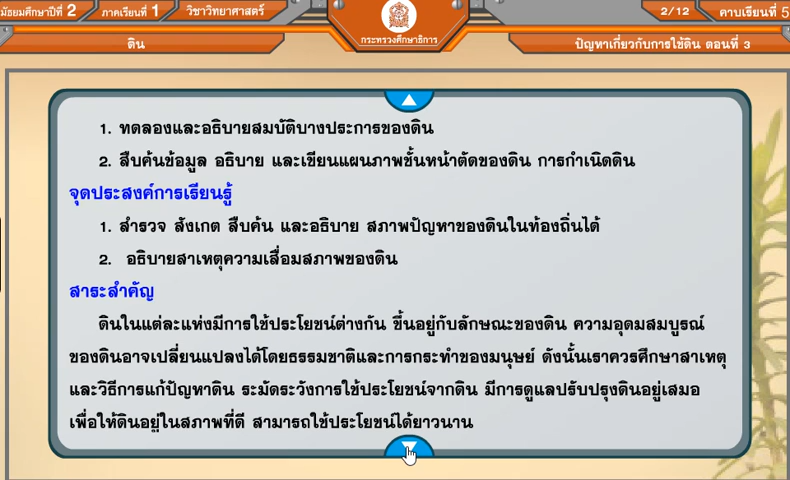 มัธยมศึกษาปีที่ 2 ภาคเรียนที่ 1 วิชาวิทยาศาสตร์ กระทรวงศึกษาธิการ 2/12 คาบเรียนที่ 5
ดิน ปัญหาเกี่ยวกับการใช้ดิน ตอนที่ 3
1. ทดลองและอธิบายสมบัติบางประการของดิน
2. สืบค้นข้อมูล อธิบาย และเขียนแผนภาพชั้นหน้าตัดของดิน การกำเนิดดิน
จุดประสงค์การเรียนรู้
1. สำรวจ สังเกต สืบค้น และอธิบาย สภาพปัญหาของดินในท้องถิ่นได้
2. อธิบายสาเหตุความเสื่อมสภาพของดิน
สาระสำคัญ
ดินในแต่ละแห่งมีการใช้ประโยชน์ต่างกัน ขึ้นอยู่กับลักษณะของดิน ความอุดมสมบูรณ์
ของดินอาจเปลี่ยนแปลงได้โดยธรรมชาติและการกระทำของมนุษย์ ดังนั้นเราควรศึกษาสาเหตุ
และวิธีการแก้ปัญหาดิน ระมัดระวังการใช้ประโยชน์จากดิน มีการดูแลปรับปรุงดินอยู่เสมอ
เพื่อให้ดินอยู่ในสภาพที่ดี สามารถใช้ประโยชน์ได้ยาวนาน